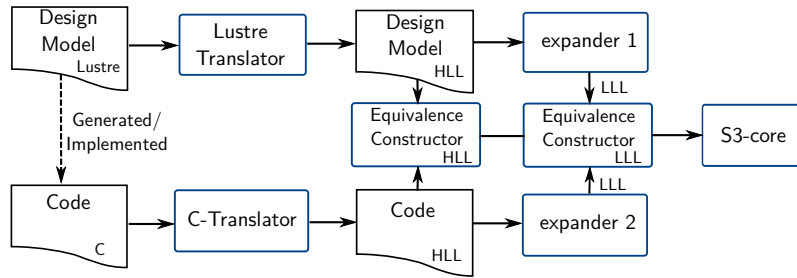 Design
Model
Lustre
Lustre
Translator
Design
Model
HLL
expander 1
LLL
Generated/
Implemented
Equivalence
Constructor
HLL
Equivalence
Constructor
LLL
S3-core
LLL
Code
C
C-Translator
Code
HLL
expander 2